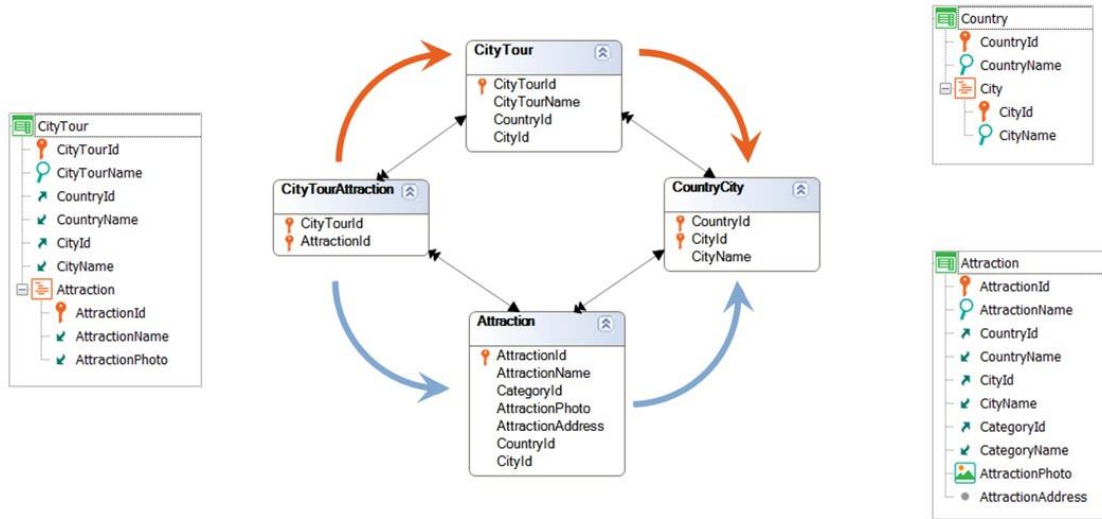 CityTour
CityTourId
CityTourName
CountryId
CountryName
CityId
CityName
Attraction
AttractionId
AttractionName
AttractionPhoto
CityTour
CityTourId
CityTourName
CountryId
CityId
CityTourAttraction
CityTourId
AttractionId
CountryCity
CountryId
CityId
CityName
Attraction
AttractionId
AttractionName
CategoryId
AttractionPhoto
AttractionAddress
CountryId
CityId
Country
CountryId
CountryName
City
CityId
CityName
Attraction
AttractionId
AttractionName
CountryId
CountryName
CityId
CityName
CategoryId
CategoryName
AttractionPhoto
AttractionAddress